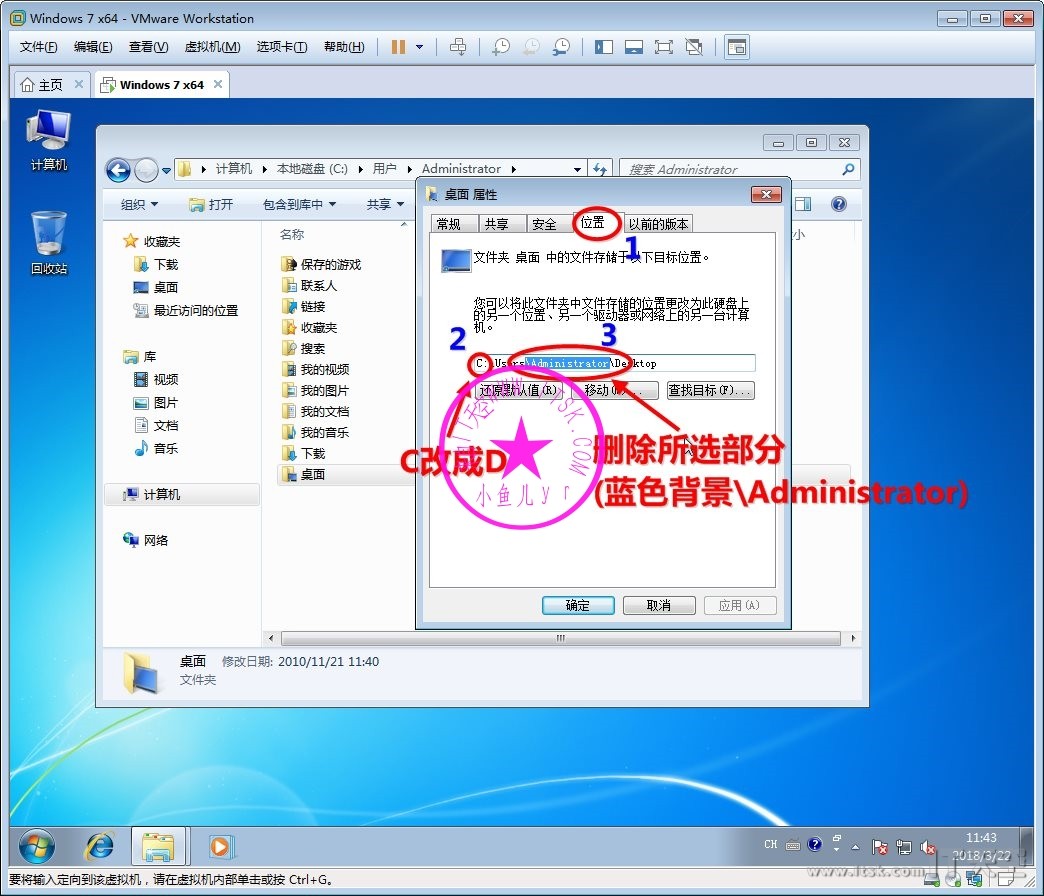 Windows 7 x64 - VMware Workstation
文件(F) 编辑(E) 查看(V) 虚拟机(M) 选项卡(T) 帮助(H)
主页 Windows 7 x64
计算机
回收站
计算机 本地磁盘 (C:) 用户 Administrator 搜索 Administrator
组织 打开 包含到库中 共享
收藏夹
下载
桌面
最近访问的位置
库
视频
图片
文档
音乐
计算机
网络
名称
保存的游戏
联系人
链接
收藏夹
搜索
我的视频
我的图片
我的文档
我的音乐
下载
桌面
小
桌面 属性
常规 共享 安全 位置 以前的版本
1
文件夹 桌面 中的文件存储于以下目标位置。
您可以将此文件夹中文件存储的位置更改为此硬盘上
的另一个位置、另一个驱动器或网络上的另一台计算
机。
2 3
C:\Users\Administrator\Desktop
还原默认值(R) 移动(M)... 查找目标(F)...
C改成D
删除所选部分
(蓝色背景\Administrator)
小鱼儿yr
确定 取消 应用(A)
桌面 修改日期: 2010/11/21 11:40
文件夹
CH 11:43
2018/3/22
www.itsk.com
要将输入定向到该虚拟机，请在虚拟机内部单击或按 Ctrl+G。